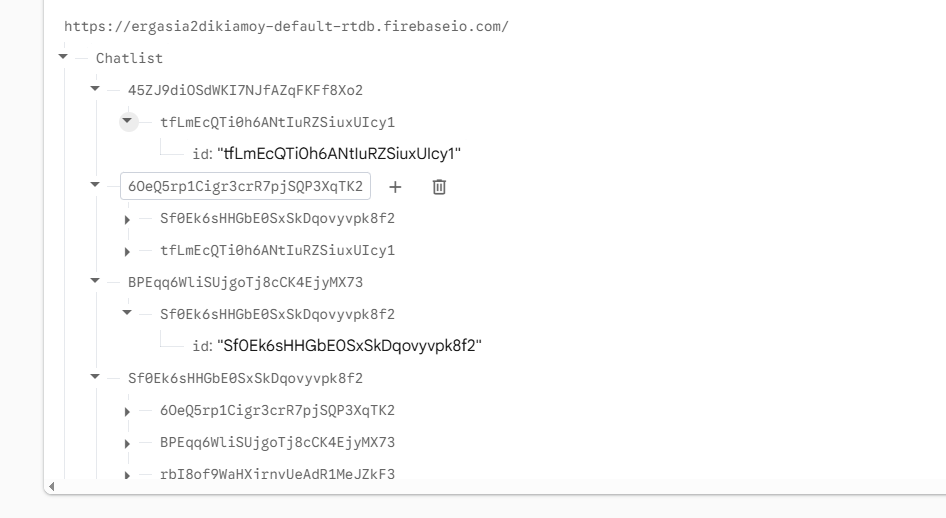 https://ergasia2dikiamoy-default-rtdb.firebaseio.com/
Chatlist
45ZJ9diOSdWKI7NJfAZqFKFf8Xo2
tfLmEcQTi0h6ANtIuRZSiuxUIcy1
id: "tfLmEcQTi0h6ANtIuRZSiuxUIcy1"
6OeQ5rp1Cigr3crR7pjSQP3XqTK2
Sf0Ek6sHHGbE0SxSkDqovyvpk8f2
tfLmEcQTi0h6ANtIuRZSiuxUIcy1
BPEqq6WliSUjgoTj8cCK4EjyMX73
Sf0Ek6sHHGbE0SxSkDqovyvpk8f2
id: "Sf0Ek6sHHGbE0SxSkDqovyvpk8f2"
Sf0Ek6sHHGbE0SxSkDqovyvpk8f2
6OeQ5rp1Cigr3crR7pjSQP3XqTK2
BPEqq6WliSUjgoTj8cCK4EjyMX73
rbI8of9WaHXjrnvUeAdR1MeJZkF3